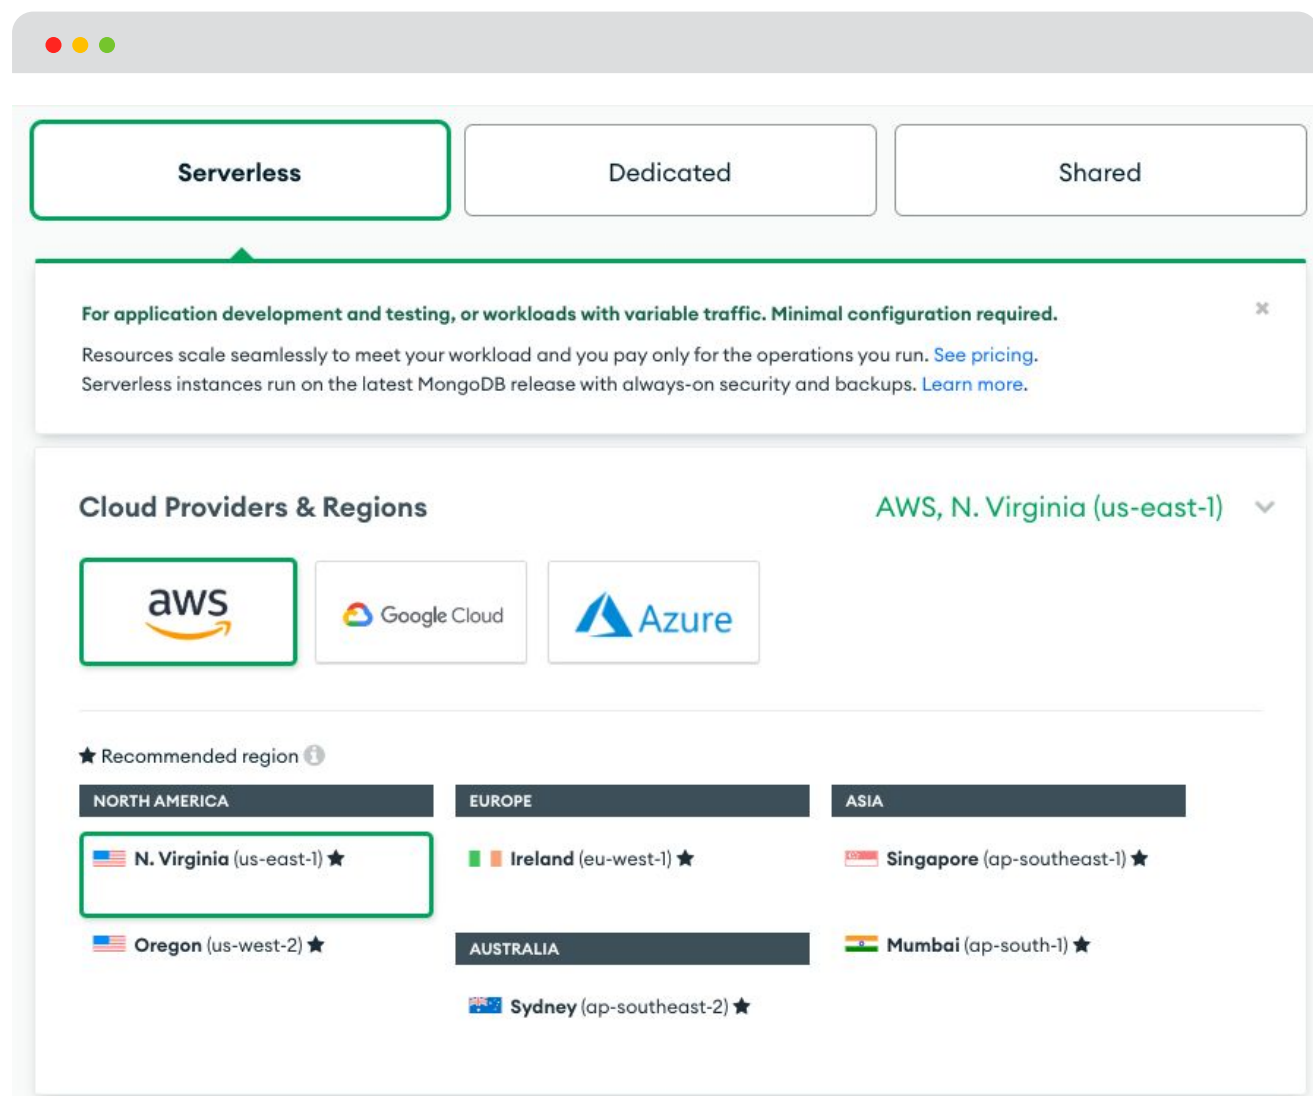 Serverless
Dedicated
Shared
For application development and testing, or workloads with variable traffic. Minimal configuration required.
Resources scale seamlessly to meet your workload and you pay only for the operations you run. See pricing.
Serverless instances run on the latest MongoDB release with always-on security and backups. Learn more.
Cloud Providers & Regions
AWS, N. Virginia (us-east-1)
aws
Google Cloud
Azure
★ Recommended region
NORTH AMERICA
N. Virginia (us-east-1) ★
Oregon (us-west-2) ★
EUROPE
Ireland (eu-west-1) ★
AUSTRALIA
Sydney (ap-southeast-2) ★
ASIA
Singapore (ap-southeast-1) ★
Mumbai (ap-south-1) ★